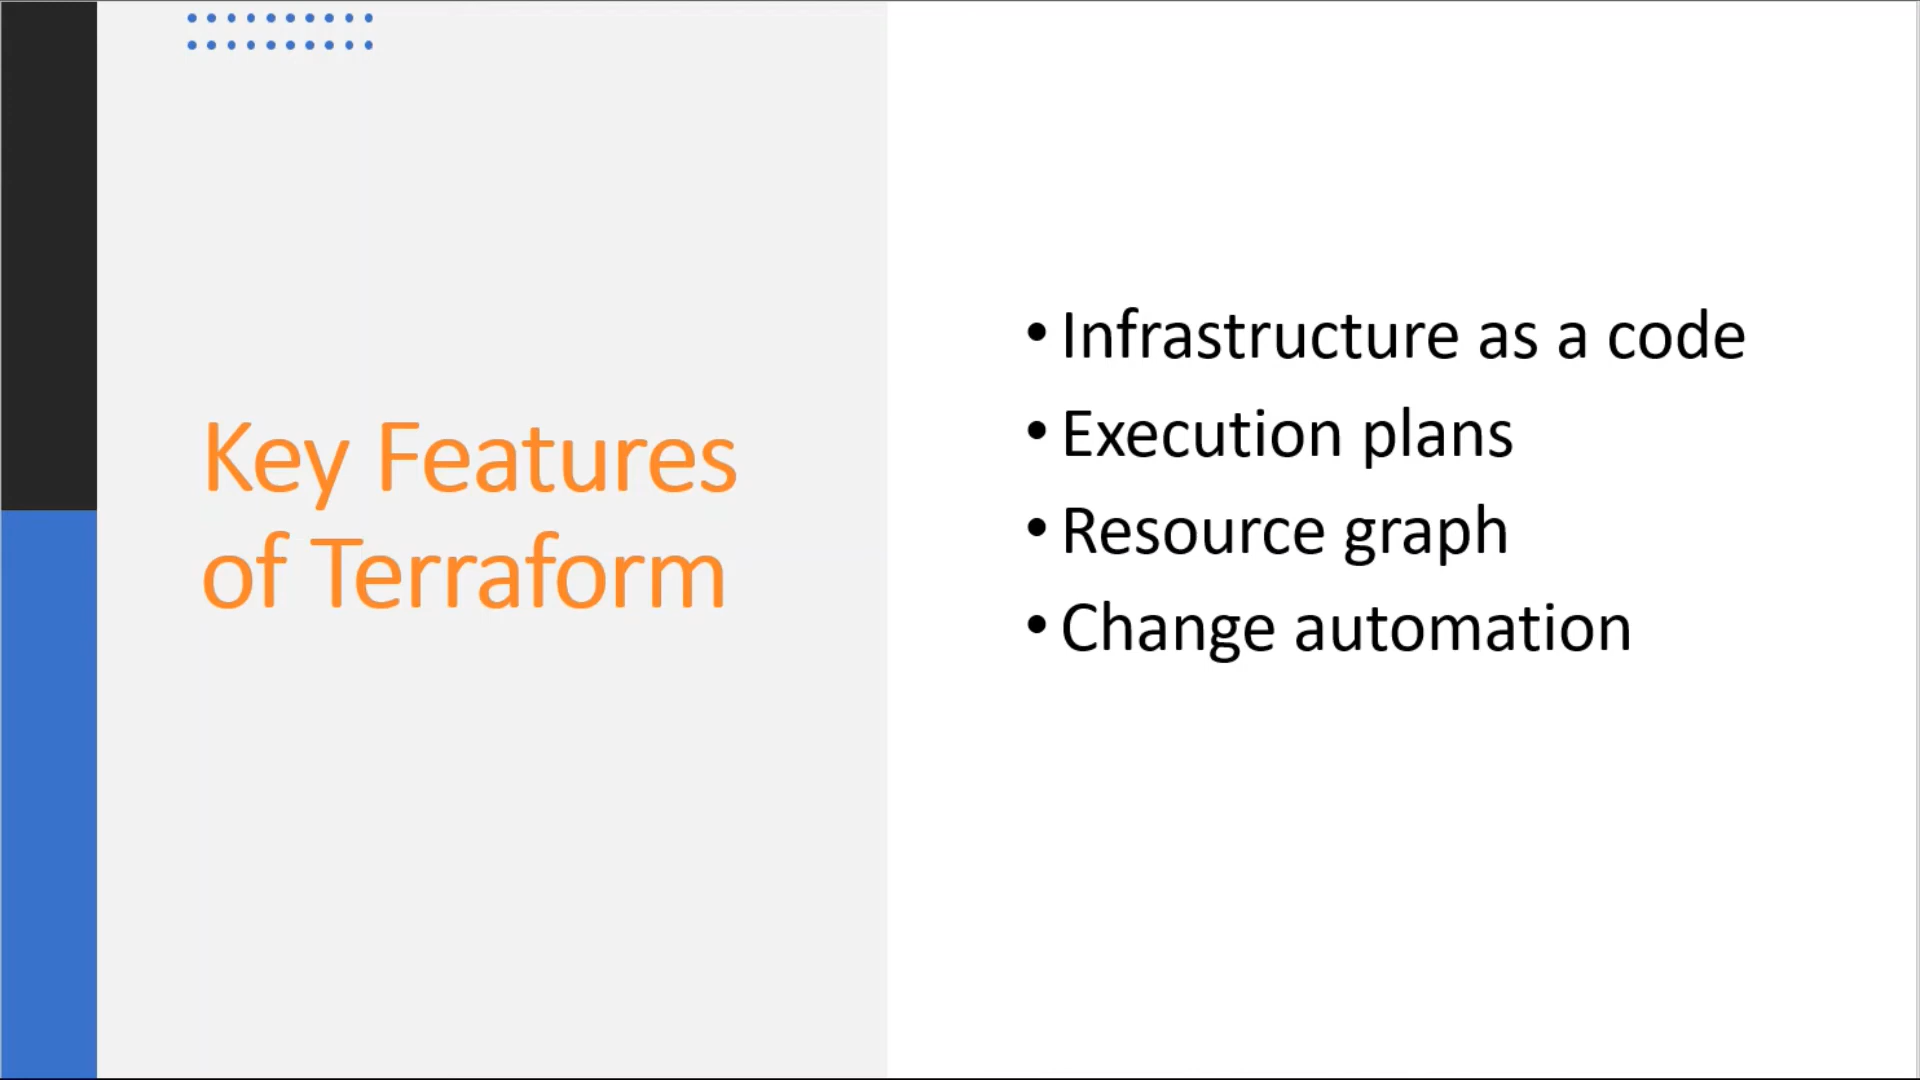 Key Features
of Terraform
• Infrastructure as a code
• Execution plans
• Resource graph
• Change automation